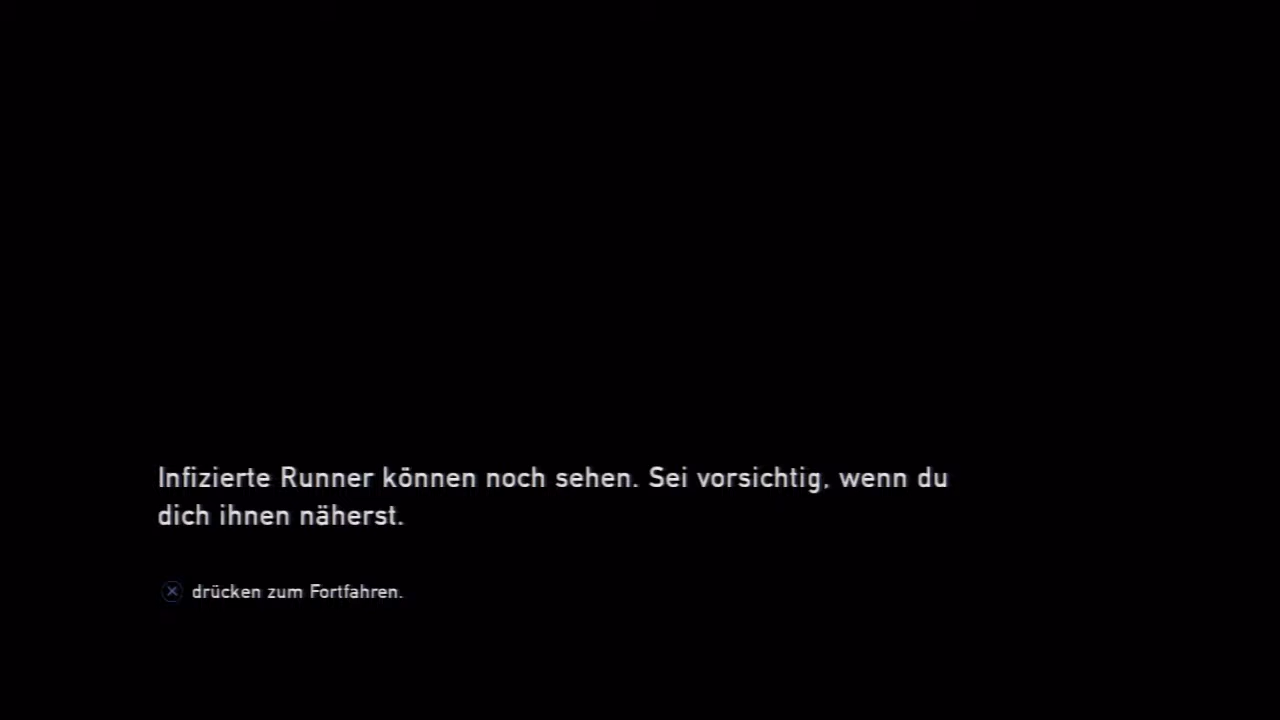 Infizierte Runner können noch sehen. Sei vorsichtig, wenn du
dich ihnen näherst.
drücken zum Fortfahren.